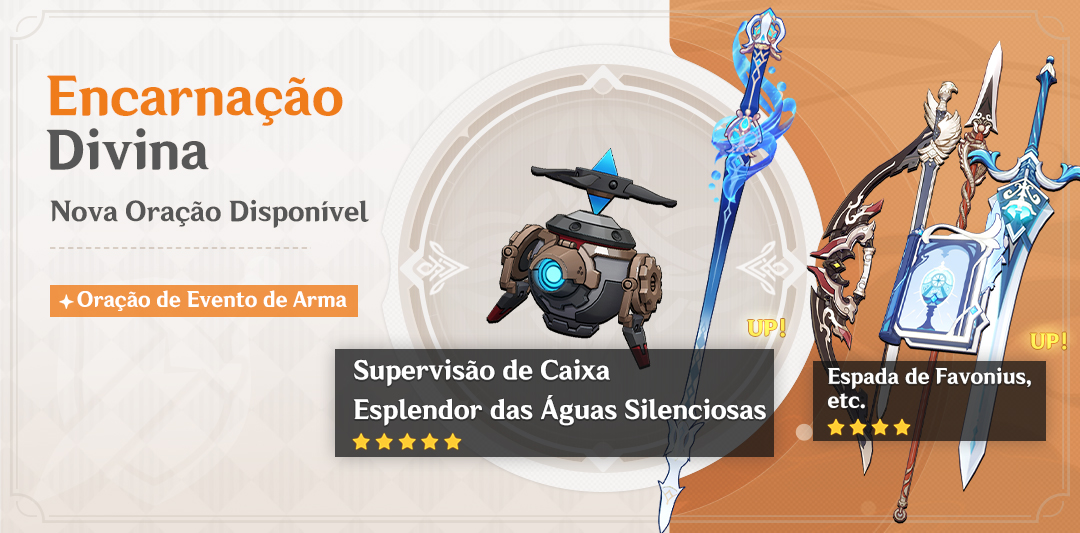 Encarnação
Divina
Nova Oração Disponível
Oração de Evento de Arma
UP!
Supervisão de Caixa
Esplendor das Águas Silenciosas
UP!
Espada de Favonius,
etc.